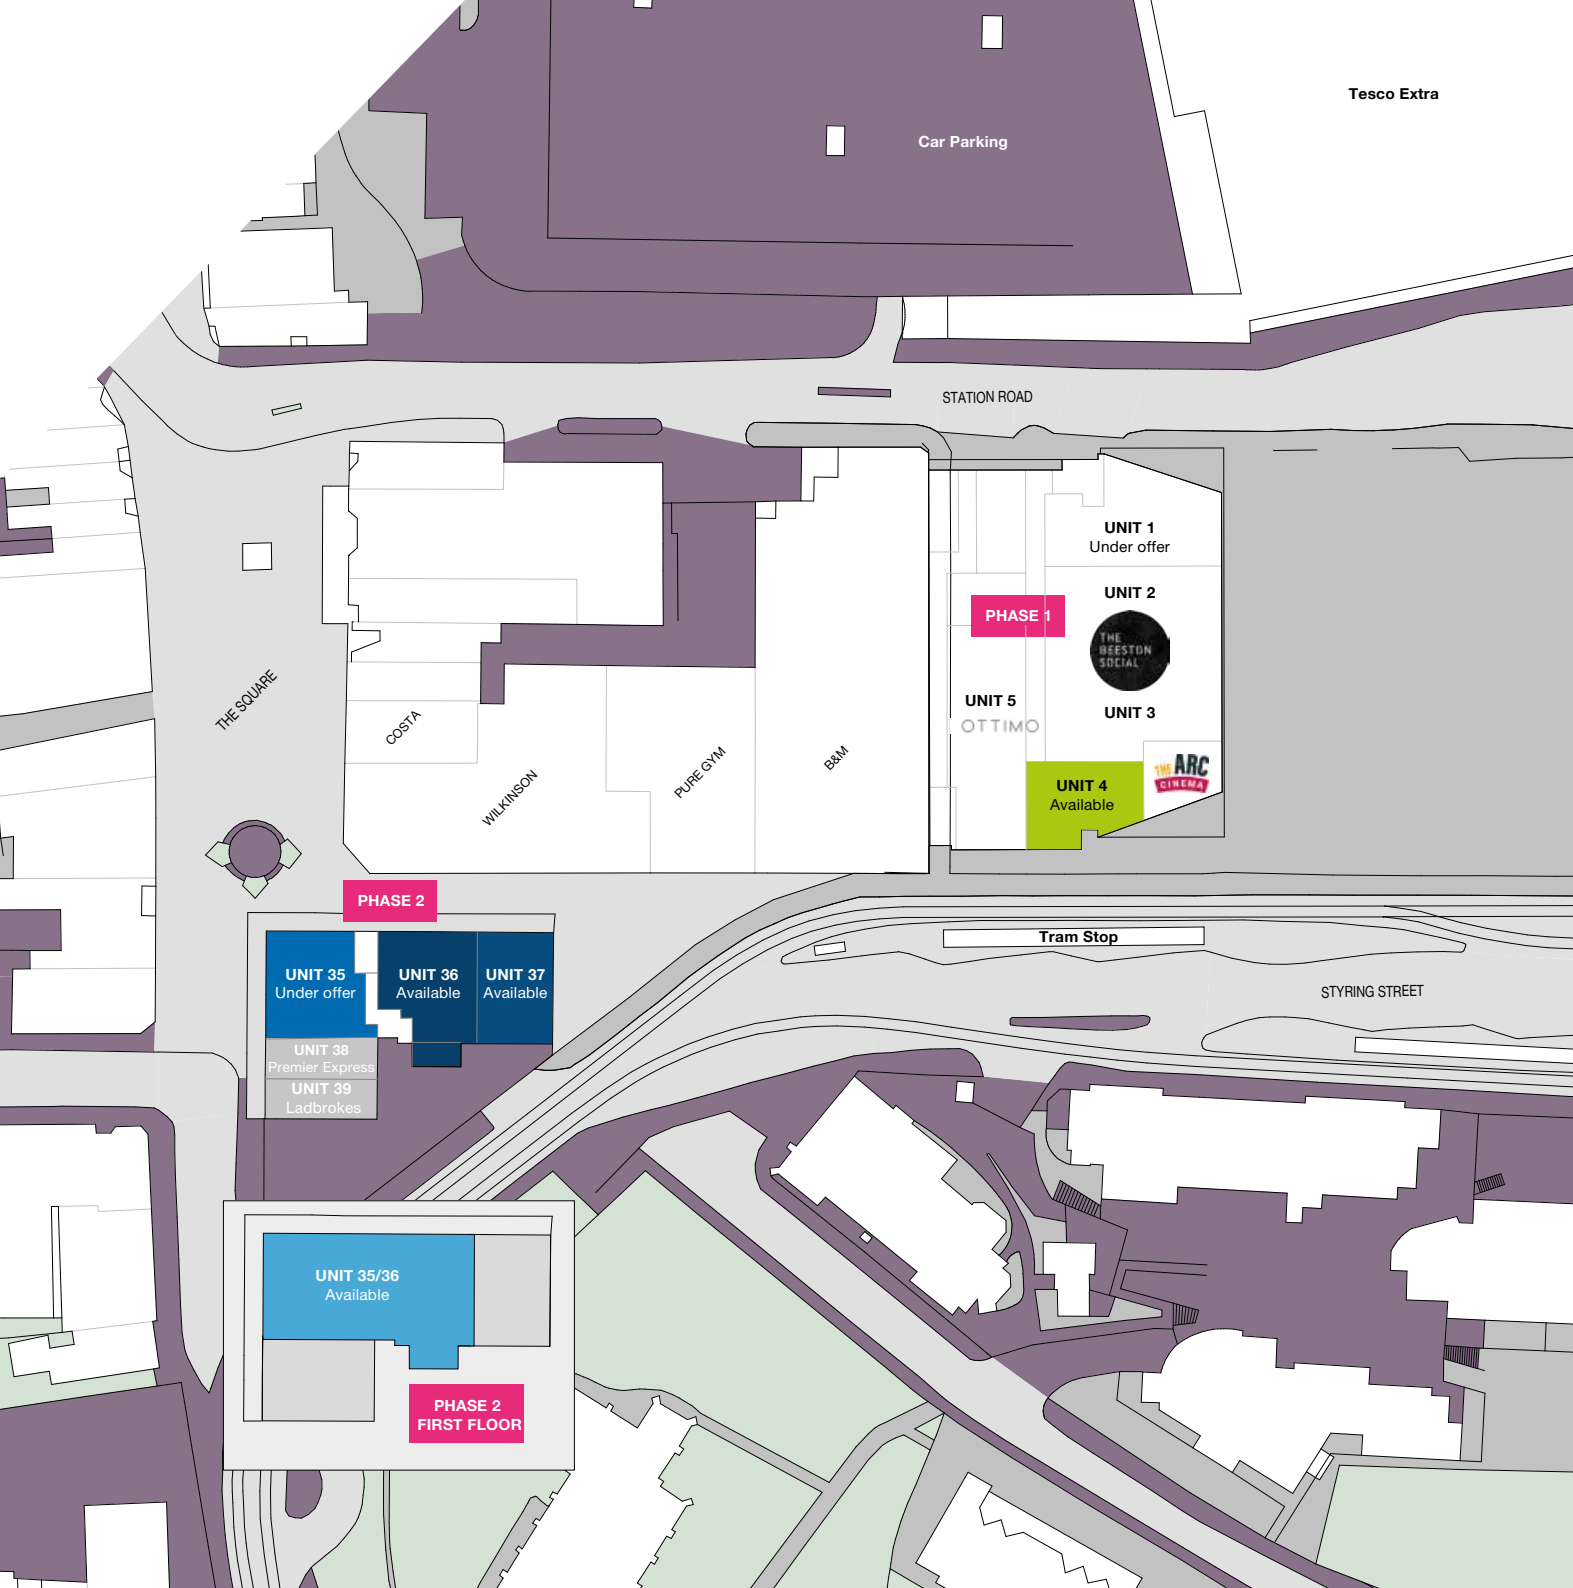 Tesco Extra
Car Parking
STATION ROAD
UNIT 1
Under offer
UNIT 2
PHASE 1
THE
BEESTON
SOCIAL
UNIT 5
OTTIMO
UNIT 3
THE ARC
CINEMA
UNIT 4
Available
THE SQUARE
COSTA
WILKINSON
PURE GYM
B&M
PHASE 2
Tram Stop
STYRING STREET
UNIT 35
Under offer
UNIT 36
Available
UNIT 37
Available
UNIT 38
Premier Express
UNIT 39
Ladbrokes
UNIT 35/36
Available
PHASE 2
FIRST FLOOR